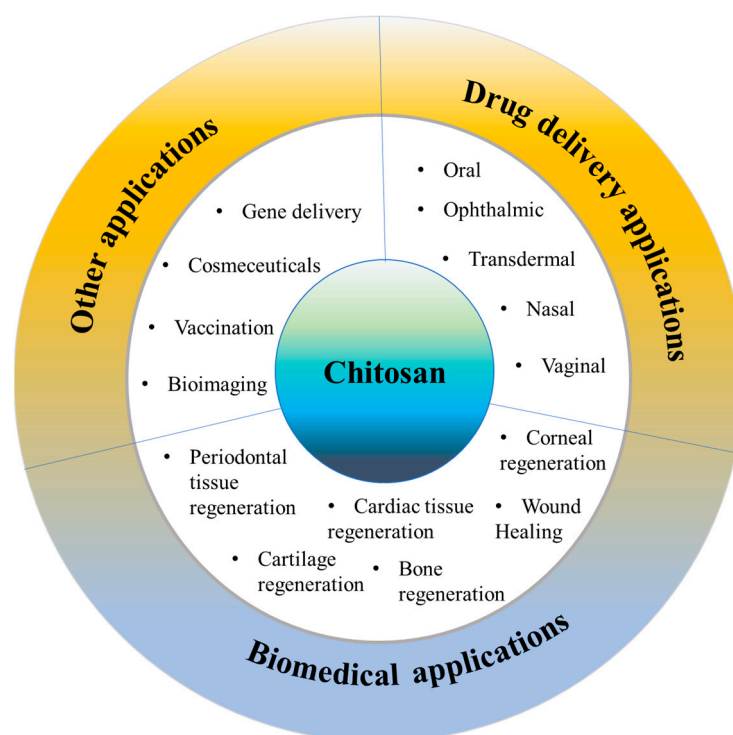 Other applications
Drug delivery applications
• Gene delivery
• Cosmeceuticals
• Vaccination
• Bioimaging
• Oral
• Ophthalmic
• Transdermal
• Nasal
• Vaginal
Chitosan
• Periodontal
tissue
regeneration
• Cardiac tissue
regeneration
• Corneal
regeneration
• Wound
Healing
• Cartilage
regeneration
• Bone
regeneration
Biomedical applications